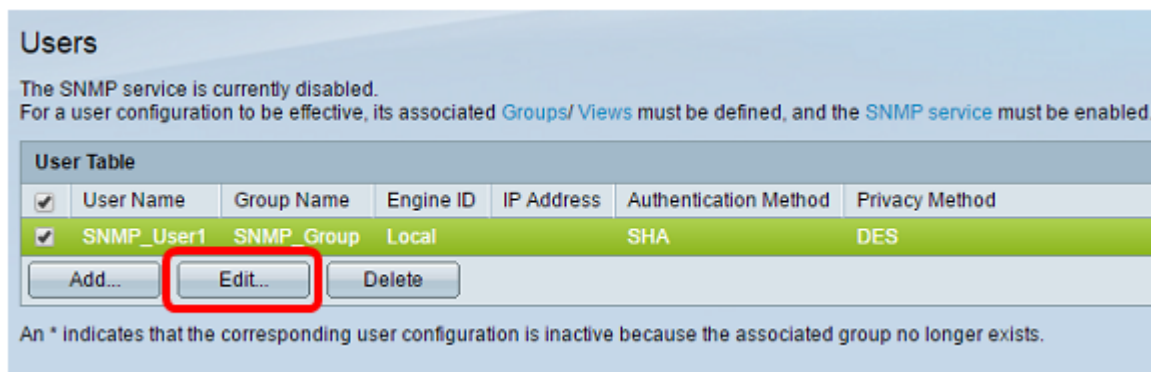 Users
The SNMP service is currently disabled.
For a user configuration to be effective, its associated Groups/ Views must be defined, and the SNMP service must be enabled.
User Table
User Name Group Name Engine ID IP Address Authentication Method Privacy Method
SNMP_User1 SNMP_Group Local SHA DES
Add... Edit... Delete
An * indicates that the corresponding user configuration is inactive because the associated group no longer exists.